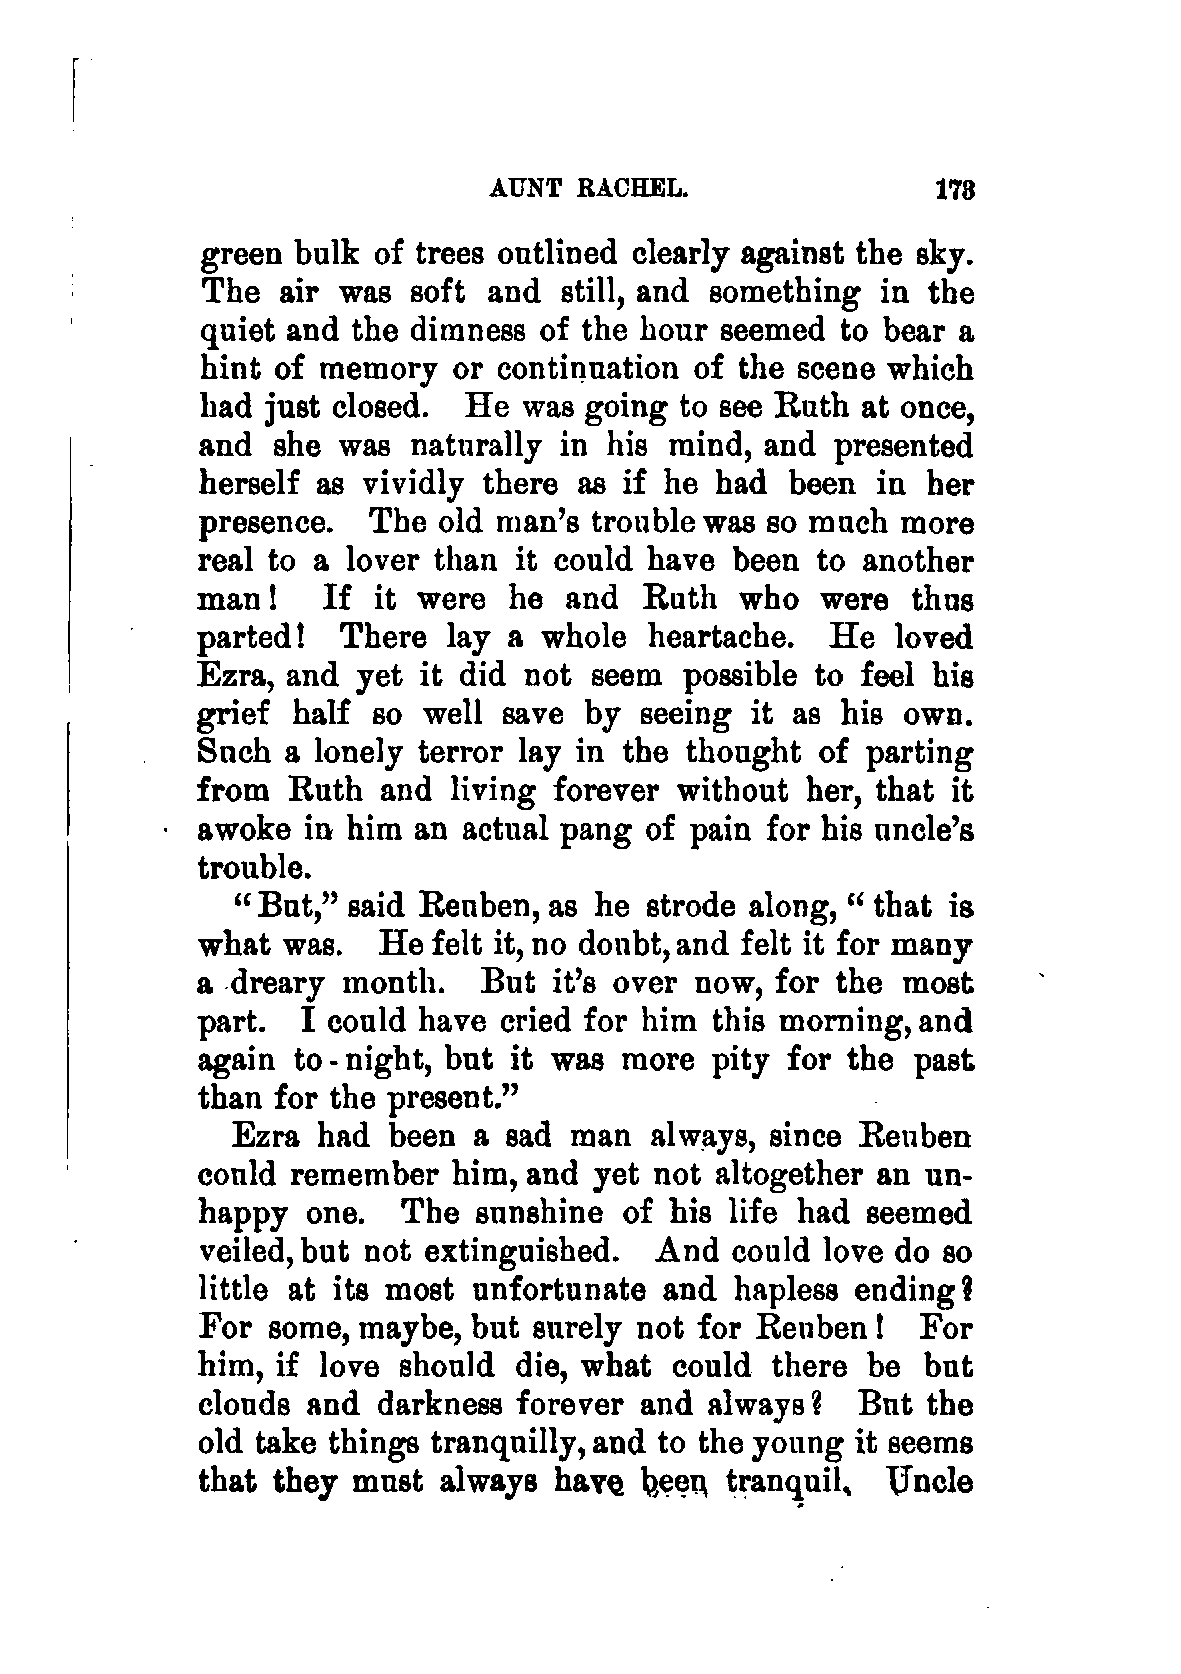 AUNT RACHEL. 173
green bulk of trees outlined clearly against the sky.
The air was soft and still, and something in the
quiet and the dimness of the hour seemed to bear a
hint of memory or continuation of the scene which
had just closed. He was going to see Ruth at once,
and she was naturally in his mind, and presented
herself as vividly there as if he had been in her
presence. The old man's trouble was so much more
real to a lover than it could have been to another
man! If it were he and Ruth who were thus
parted! There lay a whole heartache. He loved
Ezra, and yet it did not seem possible to feel his
grief half so well save by seeing it as his own.
Such a lonely terror lay in the thought of parting
from Ruth and living forever without her, that it
awoke in him an actual pang of pain for his uncle's
trouble.
"But," said Reuben, as he strode along, "that is
what was. He felt it, no doubt, and felt it for many
a dreary month. But it's over now, for the most
part. I could have cried for him this morning, and
again to-night, but it was more pity for the past
than for the present."
Ezra had been a sad man always, since Reuben
could remember him, and yet not altogether an un-
happy one. The sunshine of his life had seemed
veiled, but not extinguished. And could love do so
little at its most unfortunate and hapless ending?
For some, maybe, but surely not for Reuben! For
him, if love should die, what could there be but
clouds and darkness forever and always? But the
old take things tranquilly, and to the young it seems
that they must always have been tranquil. Uncle